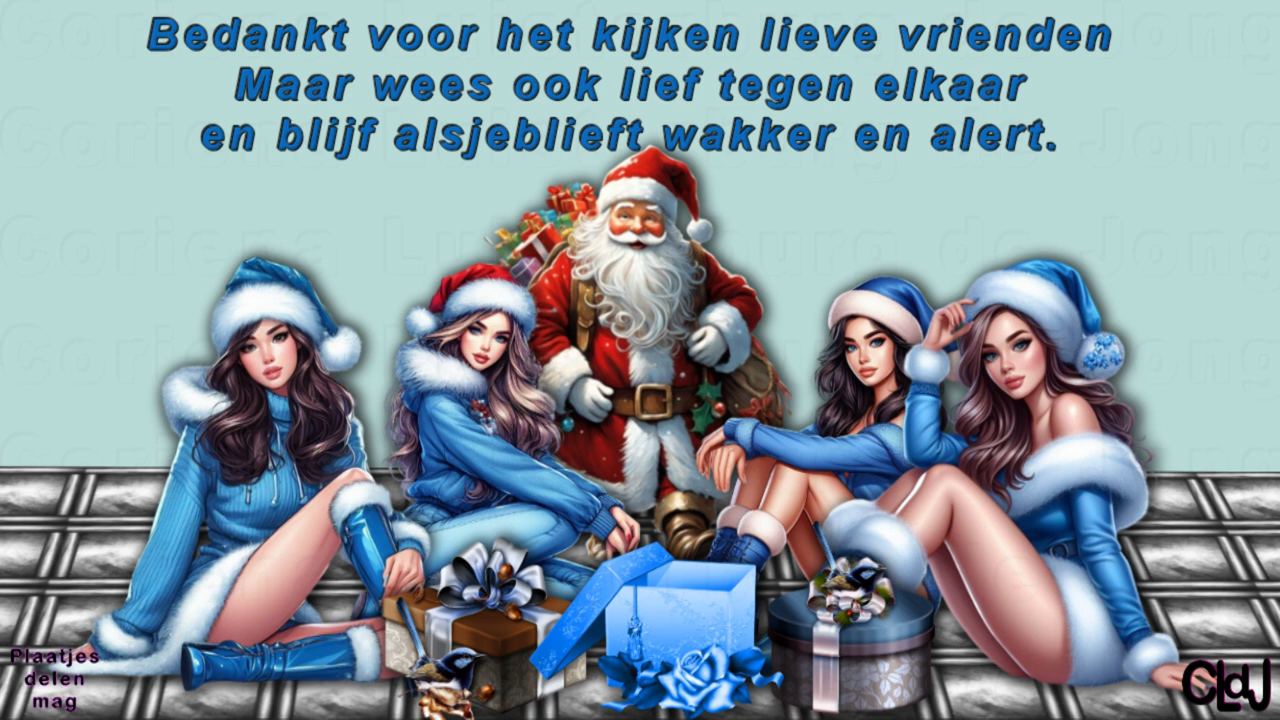 Bedankt voor het kijken lieve vrienden
Maar wees ook lief tegen elkaar
en blijf alsjeblieft wakker en alert.
Plaatjes
delen
mag
CLdJ